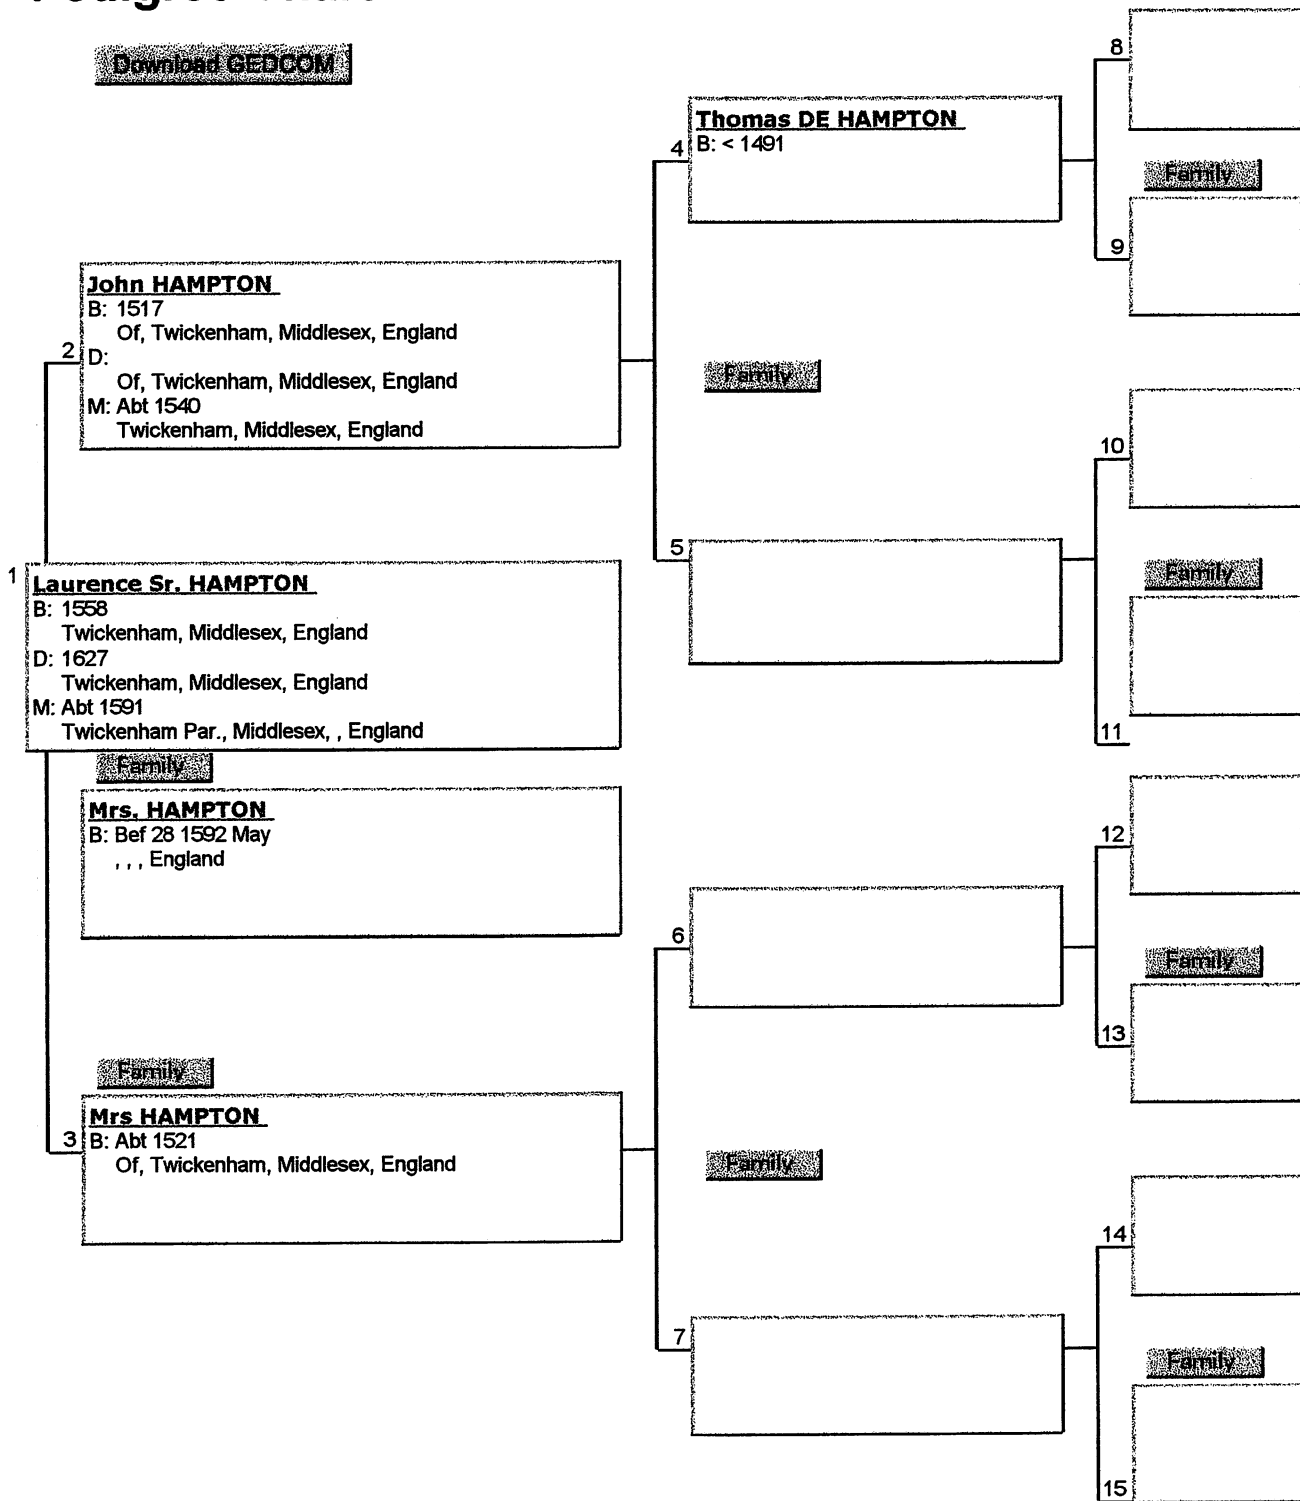 Download GEDCOM
8
Thomas DE HAMPTON
B: < 1491
4
Family
9
John HAMPTON
B: 1517
Of, Twickenham, Middlesex, England
2
D:
Of, Twickenham, Middlesex, England
M: Abt 1540
Twickenham, Middlesex, England
Family
10
5
1
Laurence Sr. HAMPTON
B: 1558
Twickenham, Middlesex, England
D: 1627
Twickenham, Middlesex, England
M: Abt 1591
Twickenham Par., Middlesex, , England
Family
11
Family
Mrs. HAMPTON
B: Bef 28 1592 May
, , , England
12
6
Family
13
Family
3
Mrs HAMPTON
B: Abt 1521
Of, Twickenham, Middlesex, England
Family
14
7
Family
15